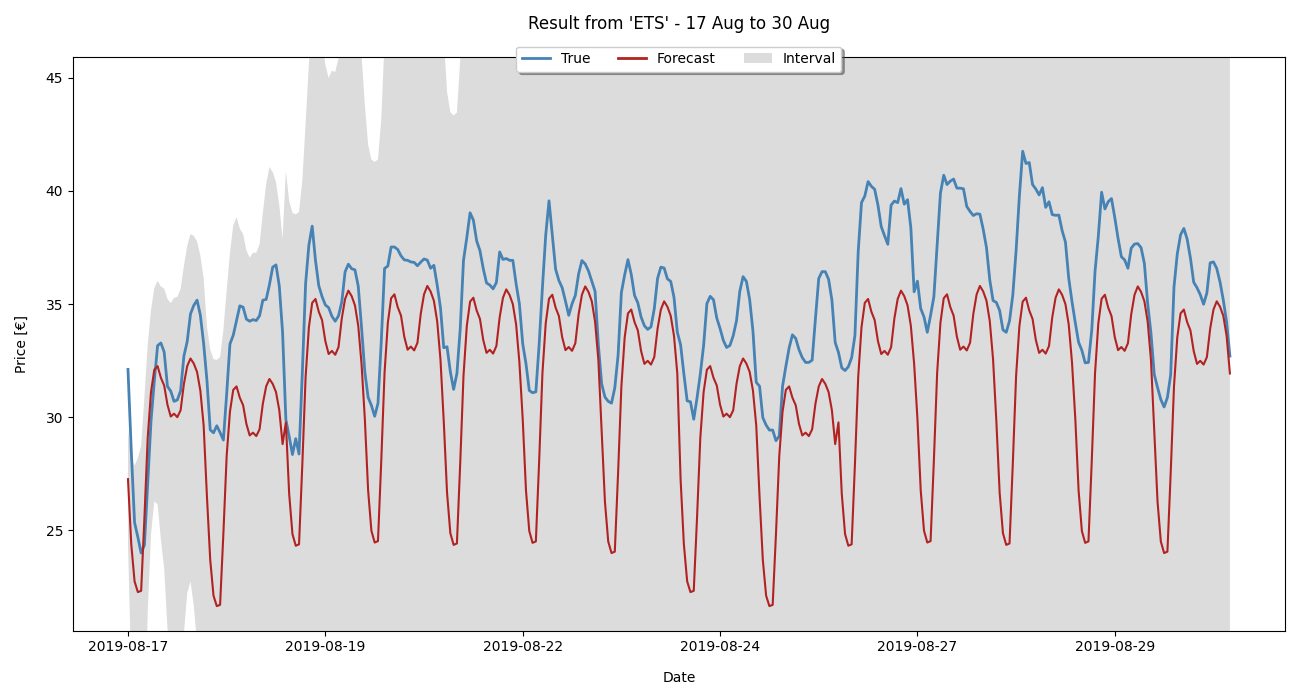 Result from 'ETS' - 17 Aug to 30 Aug
True Forecast Interval
45
40
35
30
25
Price [€]
2019-08-17 2019-08-19 2019-08-22 2019-08-24 2019-08-27 2019-08-29
Date